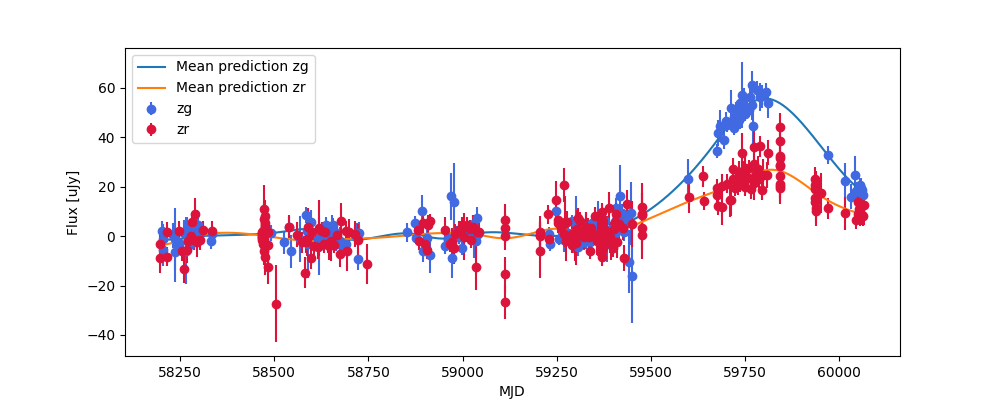 Mean prediction zg
Mean prediction zr
zg
zr
Flux [uJy]
60
40
20
0
−20
−40
58250
58500
58750
59000
59250
59500
59750
60000
MJD